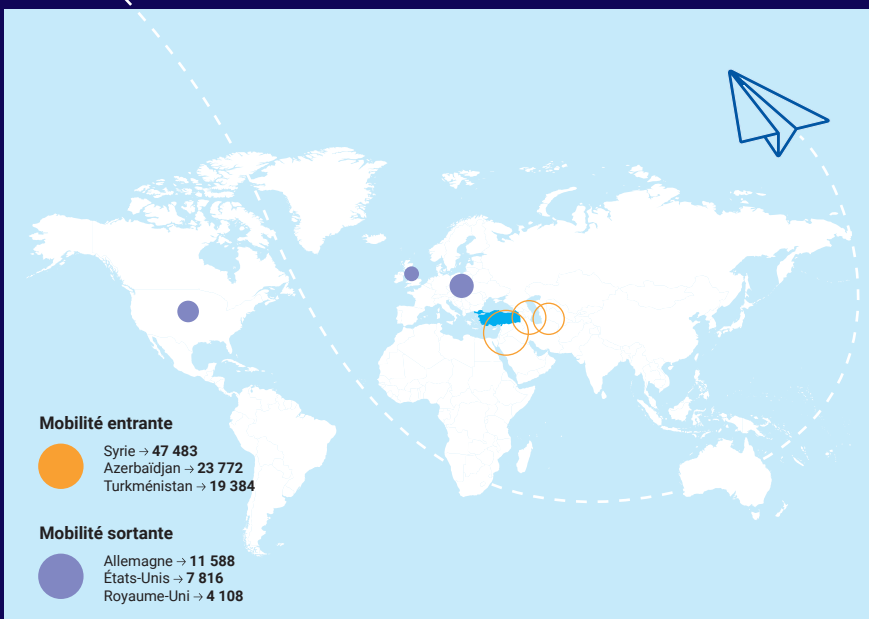 Mobilité entrante
Syrie → 47 483
Azerbaïdjan → 23 772
Turkménistan → 19 384
Mobilité sortante
Allemagne → 11 588
États-Unis → 7 816
Royaume-Uni → 4 108